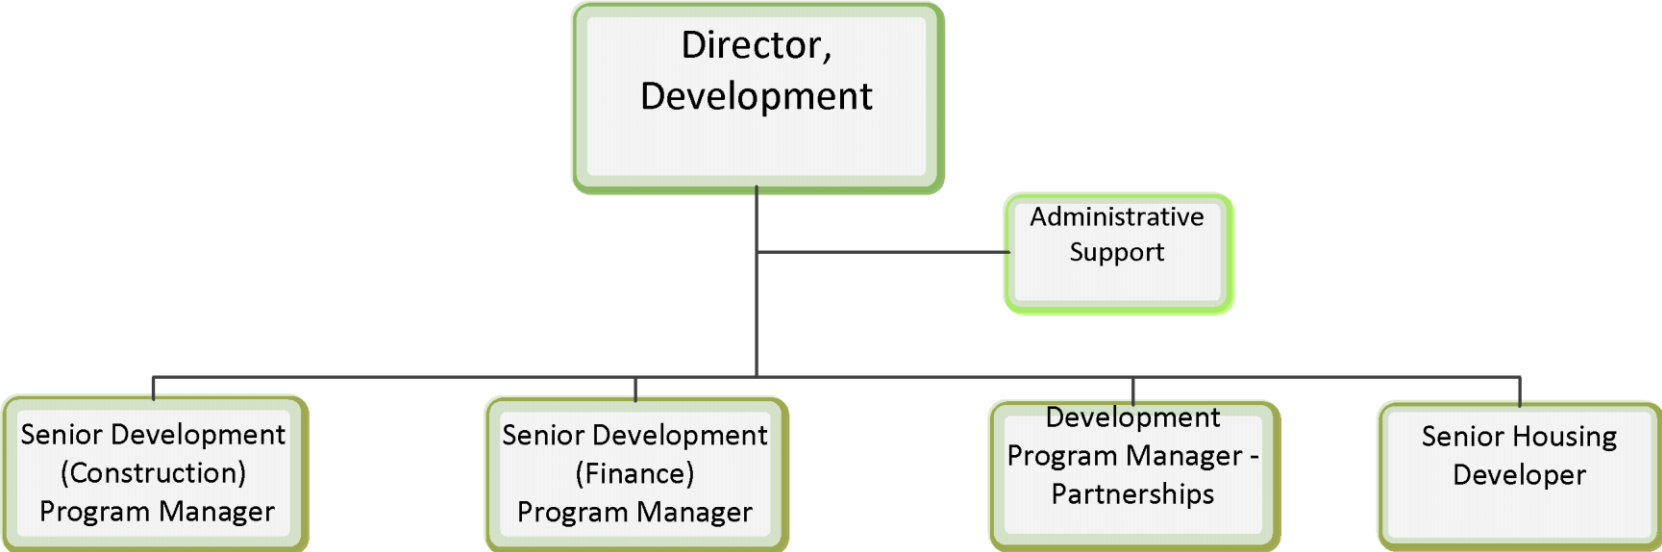 Director,
Development
Administrative
Support
Senior Development
(Construction)
Program Manager
Senior Development
(Finance)
Program Manager
Development
Program Manager -
Partnerships
Senior Housing
Developer